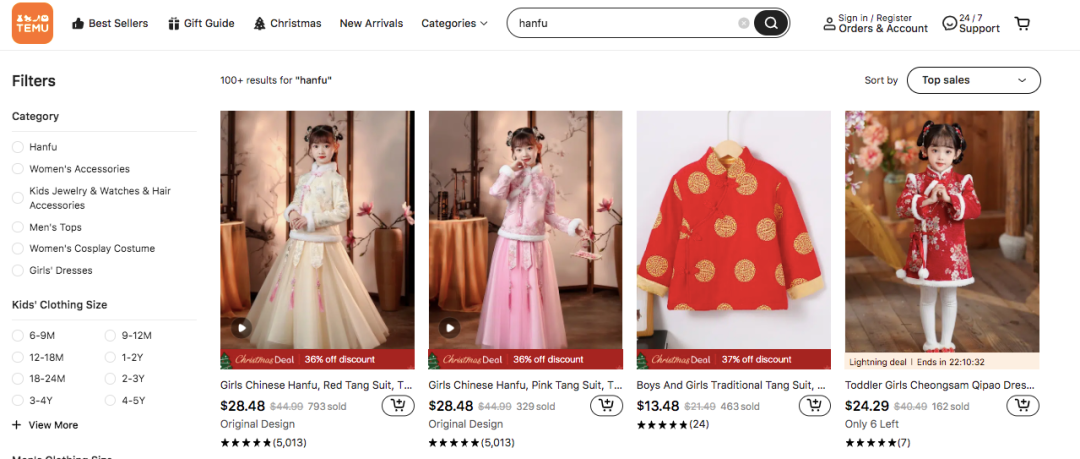 TEMU
Best Sellers
Gift Guide
Christmas
New Arrivals
Categories
hanfu
Sign in / Register
Orders & Account
24 / 7
Support
Filters
100+ results for "hanfu"
Sort by
Top sales
Category
Hanfu
Women's Accessories
Kids Jewelry & Watches & Hair
Accessories
Men's Tops
Women's Cosplay Costume
Girls' Dresses
Kids' Clothing Size
6-9M
9-12M
12-18M
1-2Y
18-24M
2-3Y
3-4Y
4-5Y
View More
Men's Clothing Size
Christmas Deal | 36% off discount
Girls Chinese Hanfu, Red Tang Suit, T...
$28.48 $44.99 793 sold
Original Design
(5,013)
Christmas Deal | 36% off discount
Girls Chinese Hanfu, Pink Tang Suit, T...
$28.48 $44.99 329 sold
Original Design
(5,013)
Christmas Deal | 37% off discount
Boys And Girls Traditional Tang Suit, ...
$13.48 $21.49 463 sold
(24)
Lightning deal | Ends in 22:10:32
Toddler Girls Cheongsam Qipao Dres...
$24.29 $40.49 162 sold
Only 6 Left
(7)